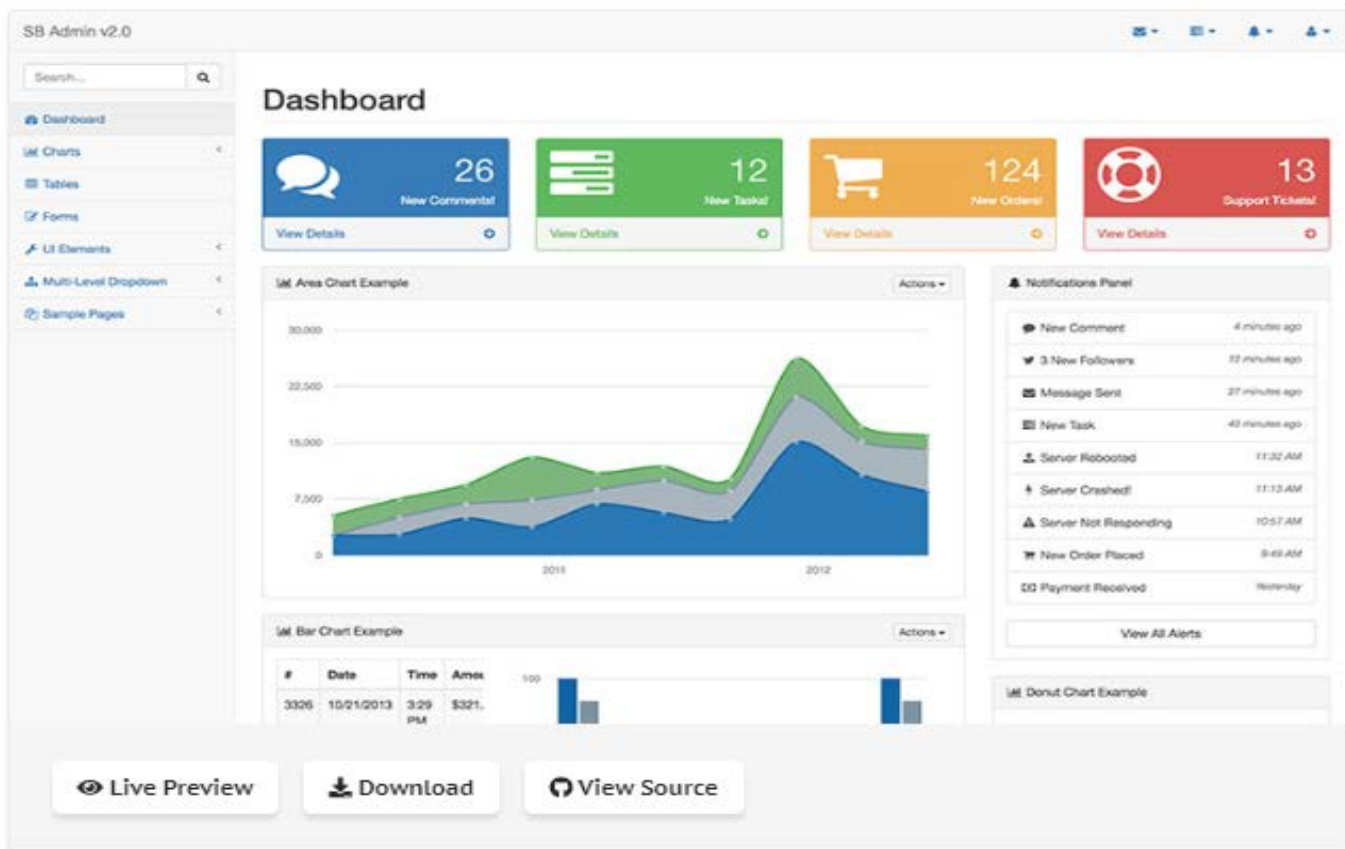 SB Admin v2.0
Search...
Dashboard
Charts
Tables
Forms
UI Elements
Multi-Level Dropdown
Sample Pages
Dashboard
26
New Comments!
View Details
12
New Tasks!
View Details
124
New Orders!
View Details
13
Support Tickets!
View Details
Area Chart Example
Actions
30,000
22,500
15,000
7,500
0
2011
2012
Notifications Panel
New Comment 4 minutes ago
3 New Followers 12 minutes ago
Message Sent 27 minutes ago
New Task 43 minutes ago
Server Rebooted 11:32 AM
Server Crashed! 11:13 AM
Server Not Responding 10:57 AM
New Order Placed 9:49 AM
Payment Received Yesterday
View All Alerts
Bar Chart Example
Actions
# Date Time Amou
3326 10/21/2013 3:29 $321.
PM
100
Donut Chart Example
Live Preview
Download
View Source